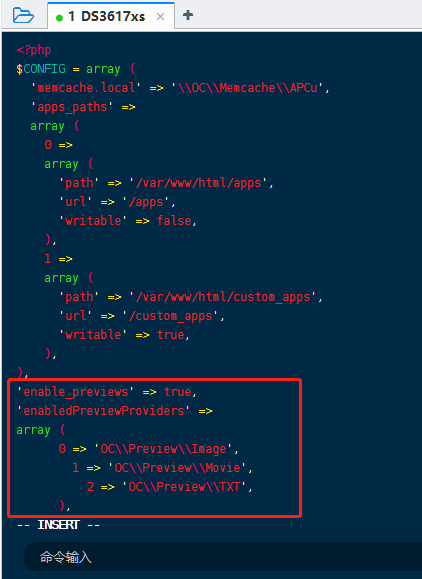 1 DS3617xs × +
<?php
$CONFIG = array (
  'memcache.local' => '\\OC\\Memcache\\APCu',
  'apps_paths' =>
  array (
    0 =>
    array (
      'path' => '/var/www/html/apps',
      'url' => '/apps',
      'writable' => false,
    ),
    1 =>
    array (
      'path' => '/var/www/html/custom_apps',
      'url' => '/custom_apps',
      'writable' => true,
    ),
),
'enable_previews' => true,
'enabledPreviewProviders' =>
array (
      0 => 'OC\\Preview\\Image',
        1 => 'OC\\Preview\\Movie',
          2 => 'OC\\Preview\\TXT',
      ),
-- INSERT --
命令输入